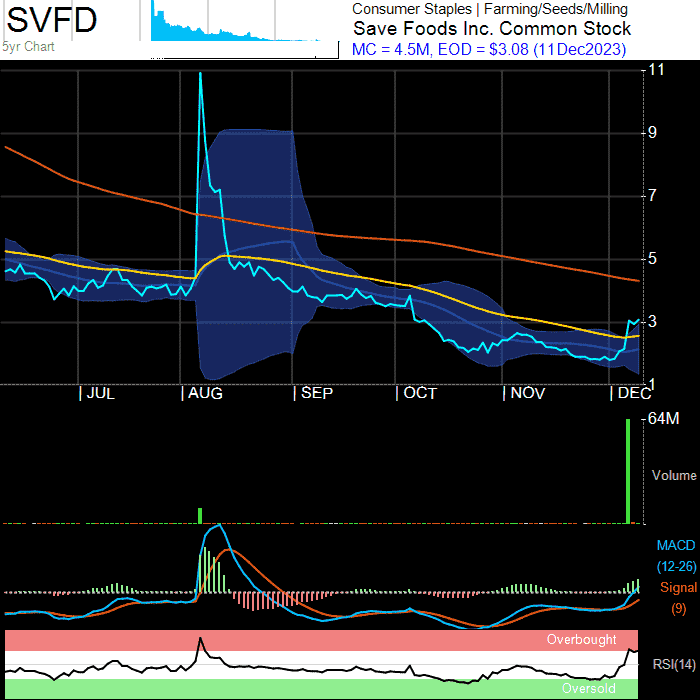 SVFD
5yr Chart
Consumer Staples | Farming/Seeds/Milling
Save Foods Inc. Common Stock
MC = 4.5M, EOD = $3.08 (11Dec2023)
11
9
7
5
3
1
| JUL
| AUG
| SEP
| OCT
| NOV
| DEC
64M
Volume
MACD
(12-26)
Signal
(9)
Overbought
RSI(14)
Oversold